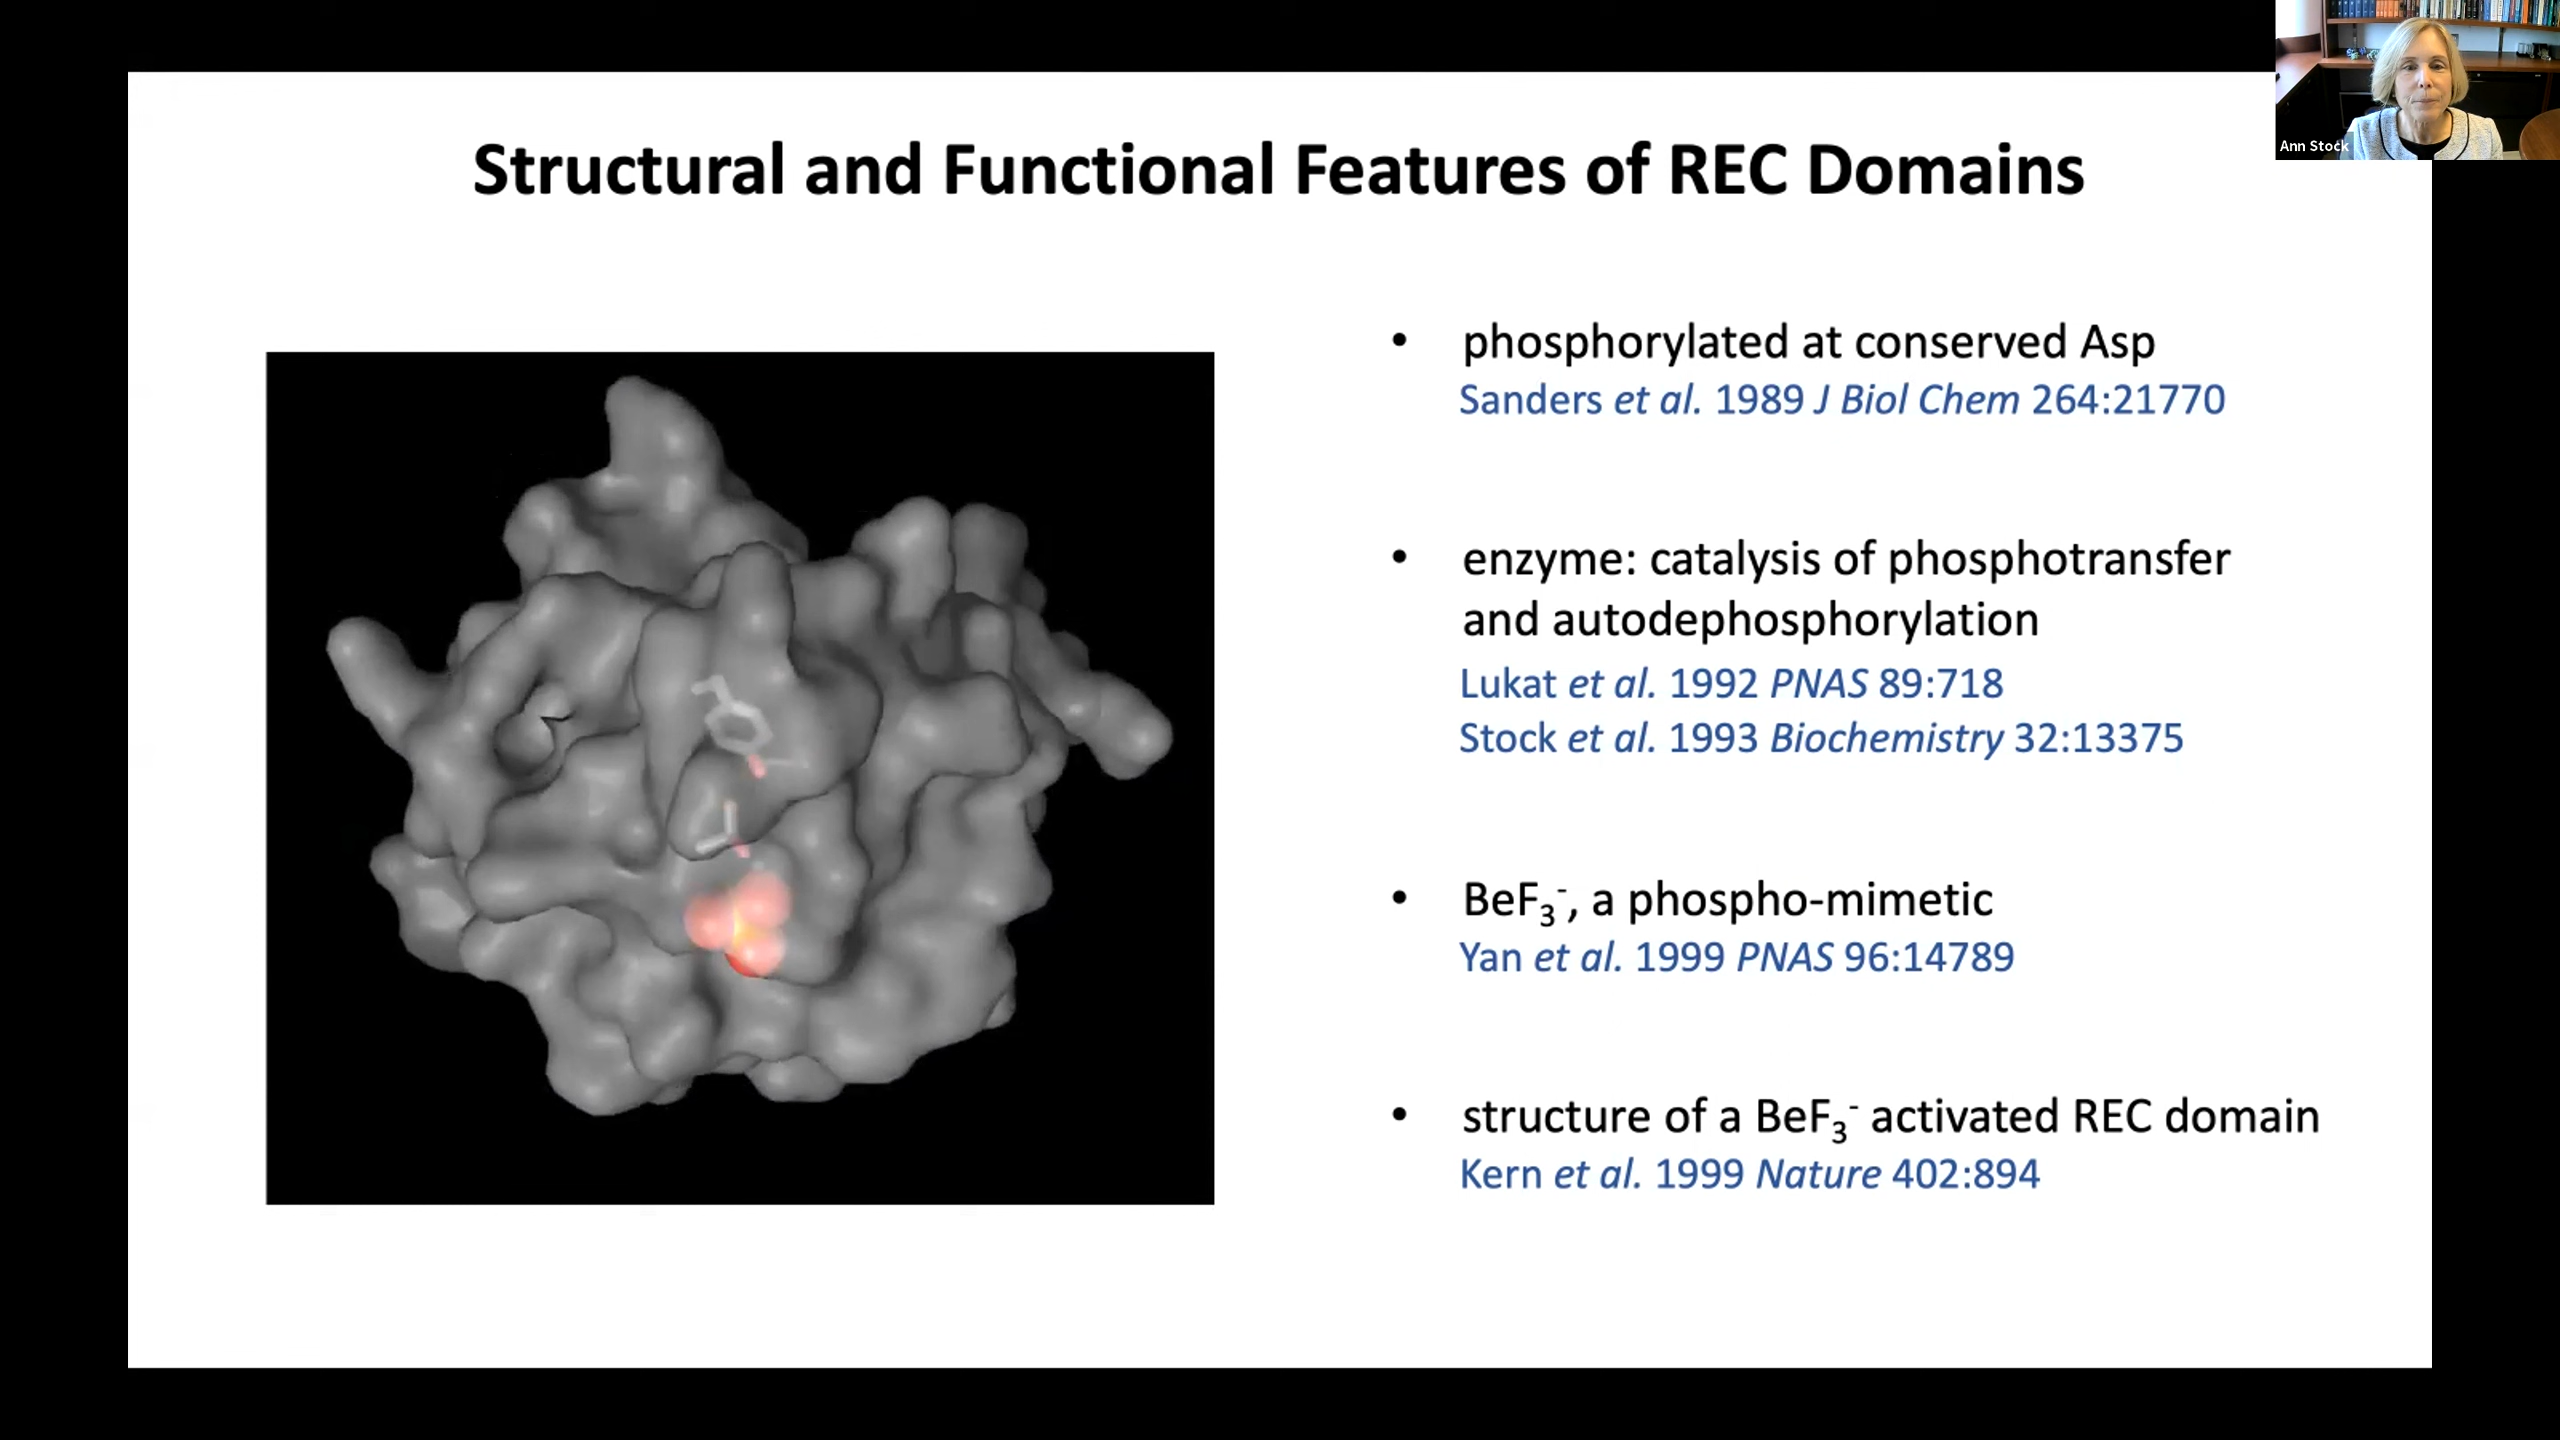 Ann Stock
Structural and Functional Features of REC Domains
• phosphorylated at conserved Asp
Sanders et al. 1989 J Biol Chem 264:21770
• enzyme: catalysis of phosphotransfer
and autodephosphorylation
Lukat et al. 1992 PNAS 89:718
Stock et al. 1993 Biochemistry 32:13375
• BeF₃⁻, a phospho-mimetic
Yan et al. 1999 PNAS 96:14789
• structure of a BeF₃⁻ activated REC domain
Kern et al. 1999 Nature 402:894